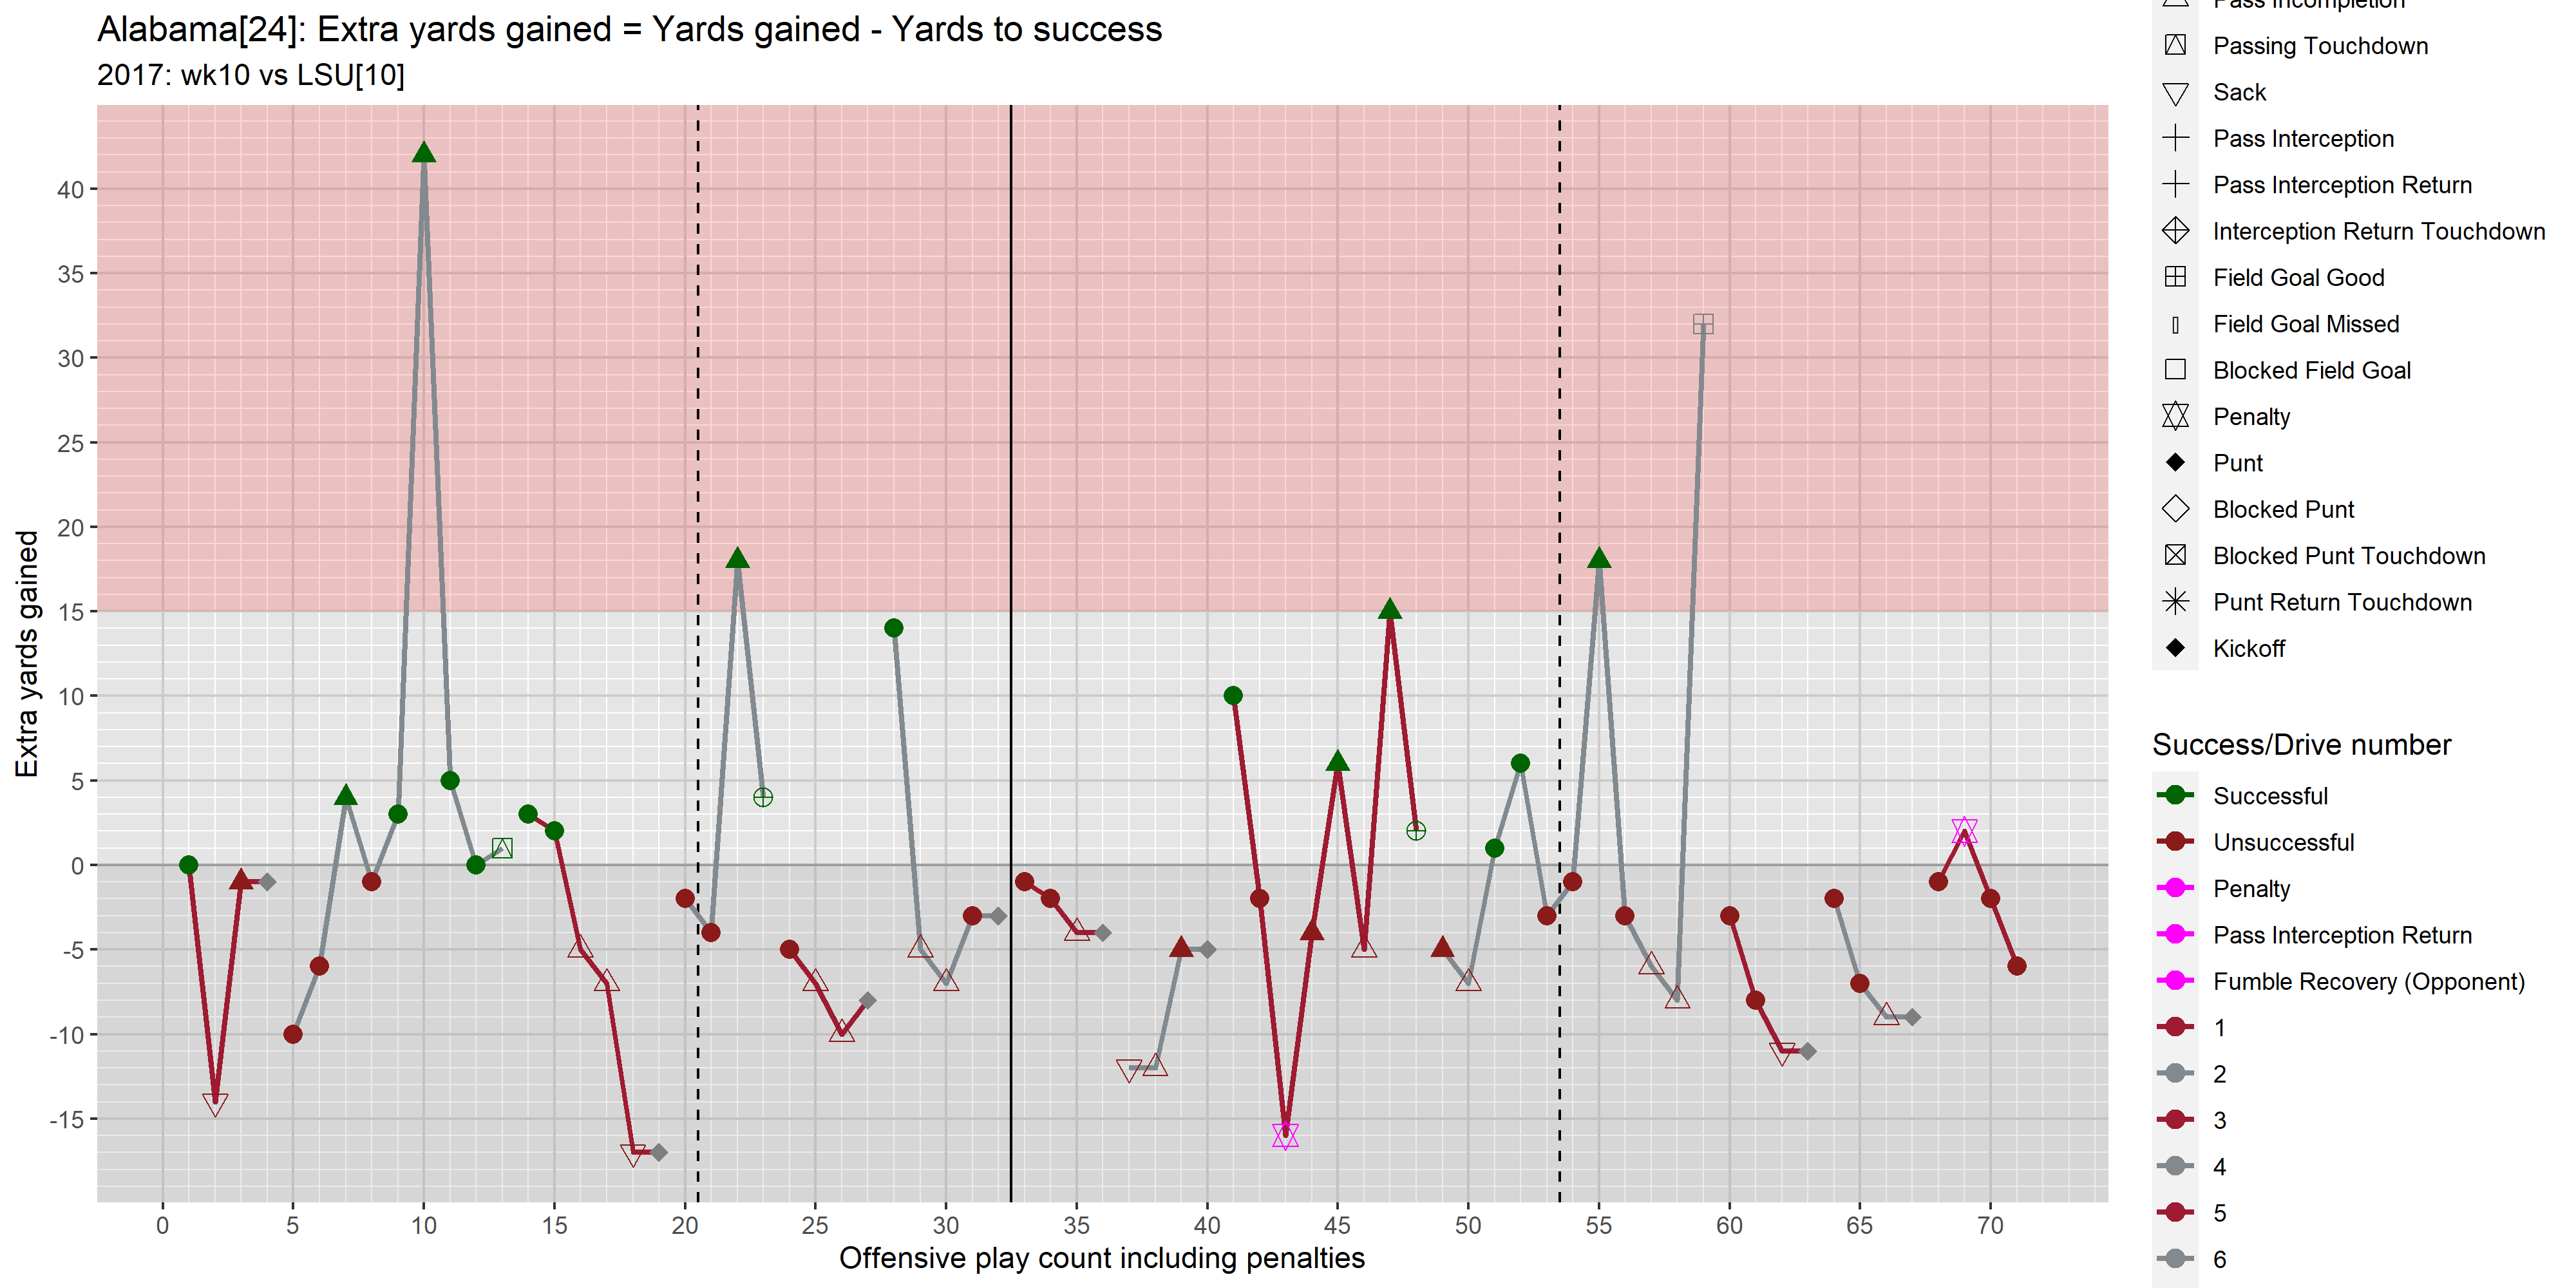 Alabama[24]: Extra yards gained = Yards gained - Yards to success
2017: wk10 vs LSU[10]
Extra yards gained
40
35
30
25
20
15
10
5
0
-5
-10
-15
0 5 10 15 20 25 30 35 40 45 50 55 60 65 70
Offensive play count including penalties
Pass Incompletion
Passing Touchdown
Sack
Pass Interception
Pass Interception Return
Interception Return Touchdown
Field Goal Good
Field Goal Missed
Blocked Field Goal
Penalty
Punt
Blocked Punt
Blocked Punt Touchdown
Punt Return Touchdown
Kickoff
Success/Drive number
Successful
Unsuccessful
Penalty
Pass Interception Return
Fumble Recovery (Opponent)
1
2
3
4
5
6